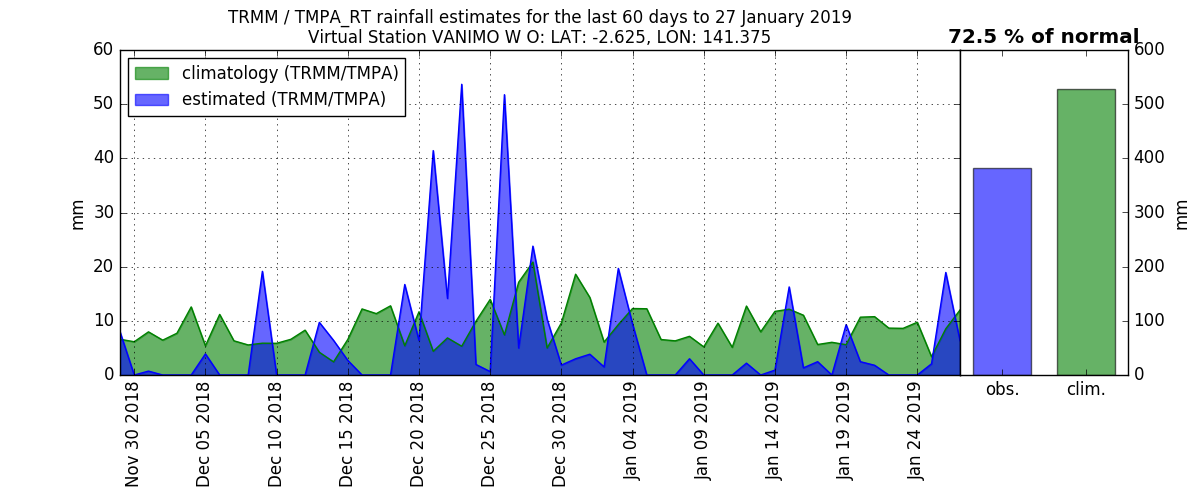 TRMM / TMPA_RT rainfall estimates for the last 60 days to 27 January 2019
Virtual Station VANIMO W O: LAT: -2.625, LON: 141.375
72.5 % of normal
climatology (TRMM/TMPA)
estimated (TRMM/TMPA)
60
50
40
30
20
10
0
mm
Nov 30 2018
Dec 05 2018
Dec 10 2018
Dec 15 2018
Dec 20 2018
Dec 25 2018
Dec 30 2018
Jan 04 2019
Jan 09 2019
Jan 14 2019
Jan 19 2019
Jan 24 2019
obs.
clim.
600
500
400
300
200
100
0
mm